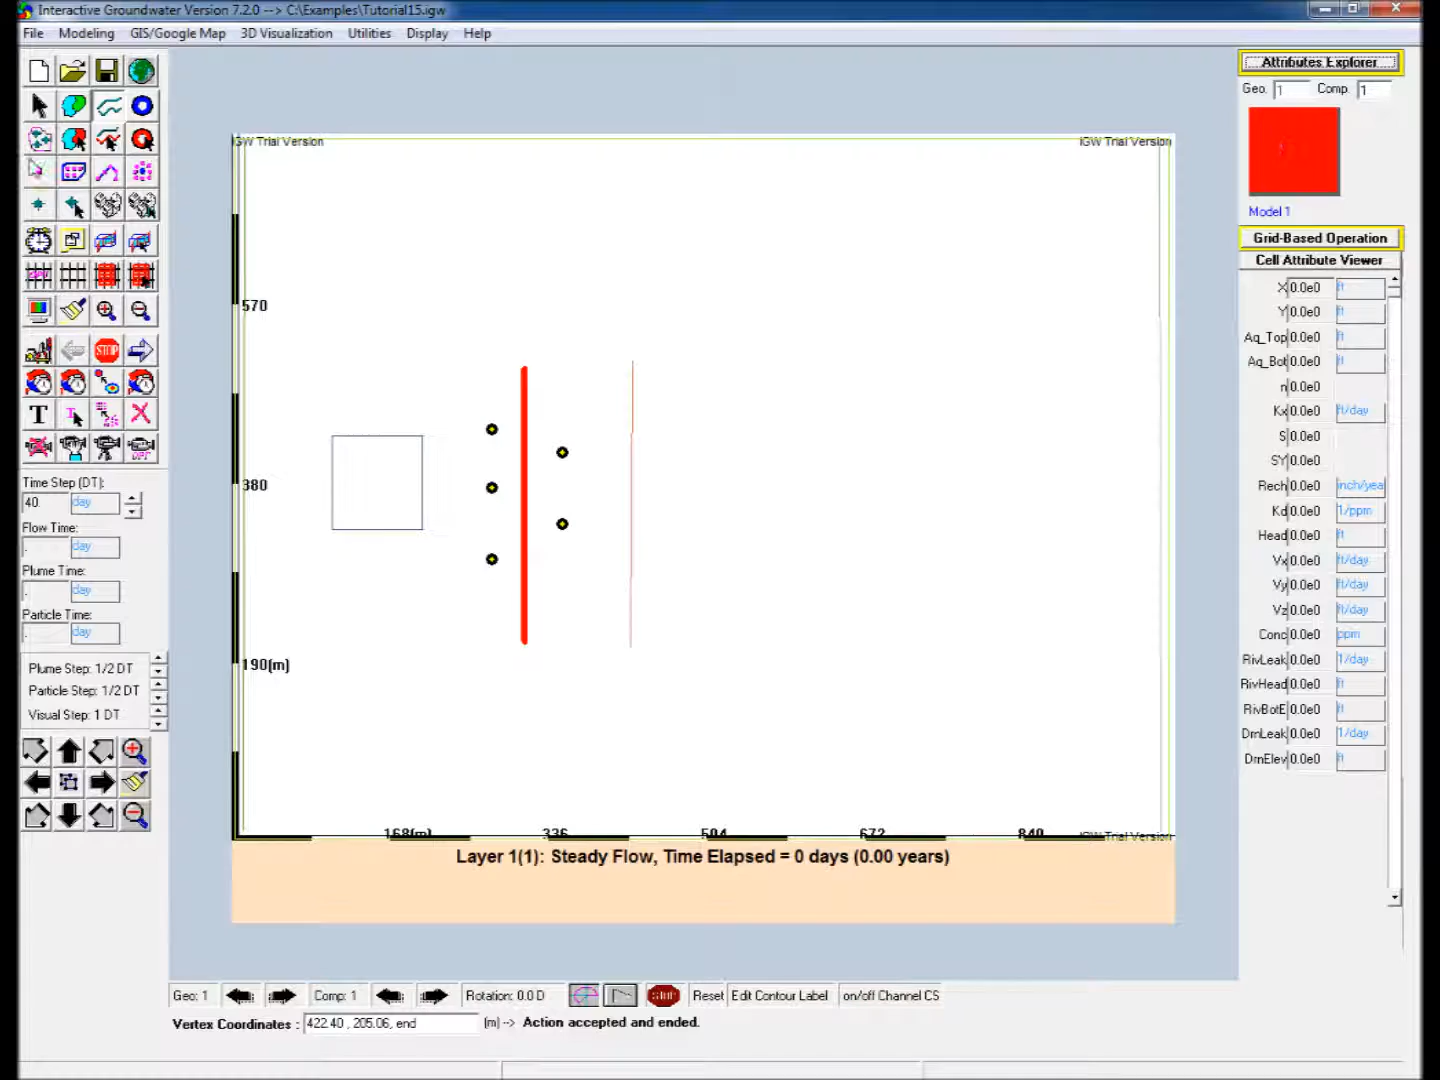 Interactive Groundwater Version 7.2.0 --> C:\Examples\Tutorial15.igw
File Modeling GIS/Google Map 3D Visualization Utilities Display Help
Attributes Explorer
Geo. 1 Comp. 1
Model 1
Grid-Based Operation
Cell Attribute Viewer
X 0.0e0 ft
Y 0.0e0 ft
Aq_Top 0.0e0 ft
Aq_Bot 0.0e0 ft
n 0.0e0
Kx 0.0e0 ft/day
S 0.0e0
SY 0.0e0
Rech 0.0e0 inch/yea
Kd 0.0e0 1/ppm
Head 0.0e0 ft
Vx 0.0e0 ft/day
Vy 0.0e0 ft/day
Vz 0.0e0 ft/day
Conc 0.0e0 ppm
RivLeak 0.0e0 1/day
RivHead 0.0e0 ft
RivBotE 0.0e0 ft
DrnLeak 0.0e0 1/day
DrnElev 0.0e0 ft
IGW Trial Version IGW Trial Version
570
380
190(m)
168(m) 336 504 672 840 IGW Trial Version
Layer 1(1): Steady Flow, Time Elapsed = 0 days (0.00 years)
STOP
T T
OPT
Time Step (DT):
40. day
Flow Time:
. day
Plume Time:
. day
Particle Time:
. day
Plume Step: 1/2 DT
Particle Step: 1/2 DT
Visual Step: 1 DT
Geo: 1 Comp: 1 Rotation: 0.0 D Stop Reset Edit Contour Label on/off Channel CS
Vertex Coordinates : 422.40 , 205.06, end (m) --> Action accepted and ended.